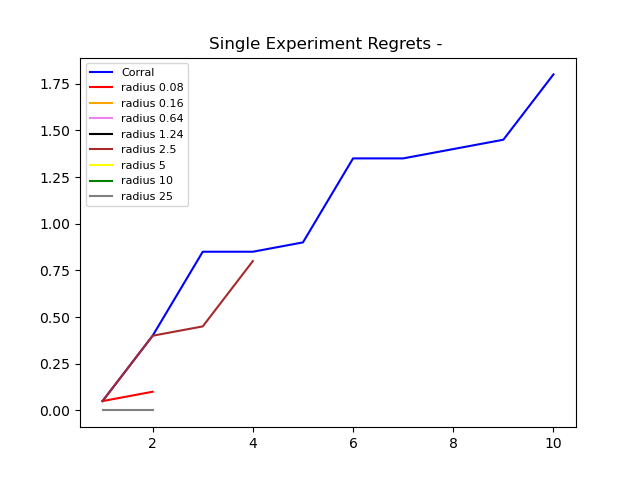 Single Experiment Regrets -
Corral
radius 0.08
radius 0.16
radius 0.64
radius 1.24
radius 2.5
radius 5
radius 10
radius 25
1.75
1.50
1.25
1.00
0.75
0.50
0.25
0.00
2 4 6 8 10